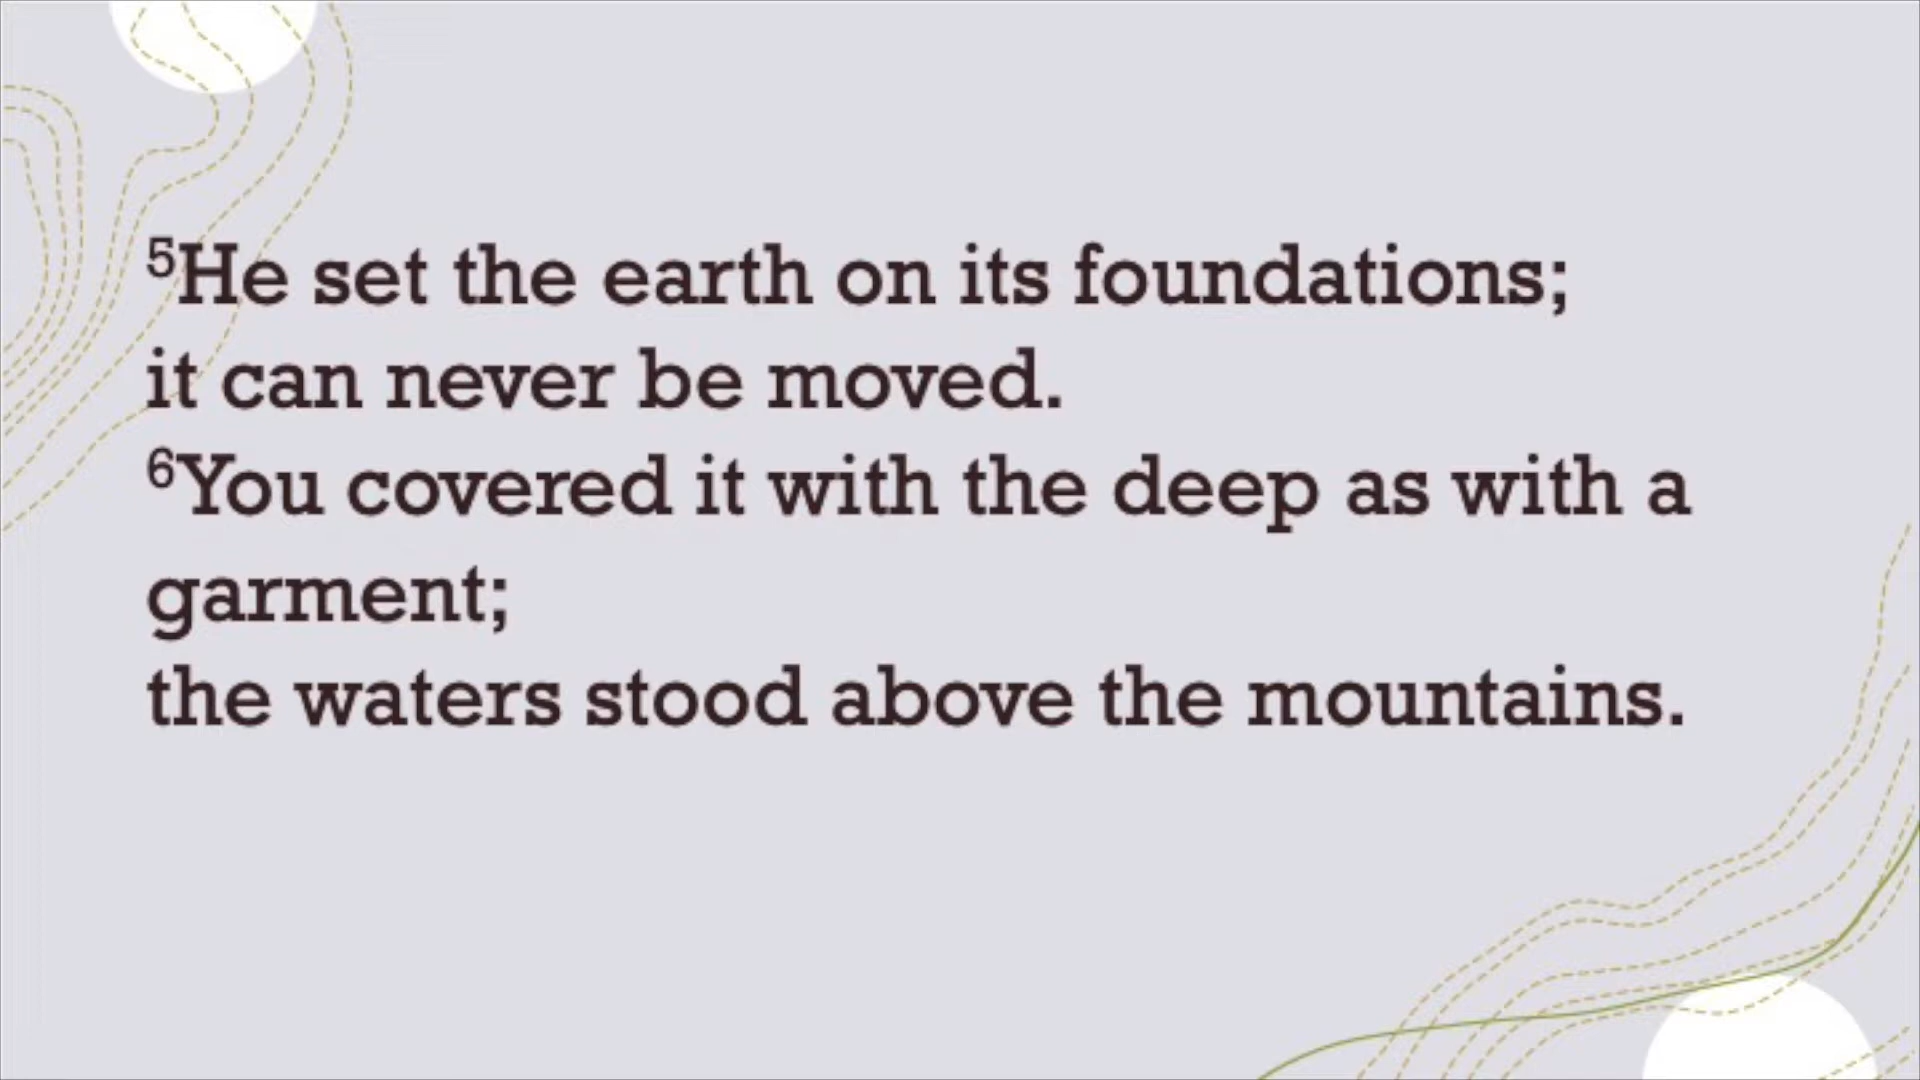 ⁵He set the earth on its foundations;
it can never be moved.
⁶You covered it with the deep as with a
garment;
the waters stood above the mountains.